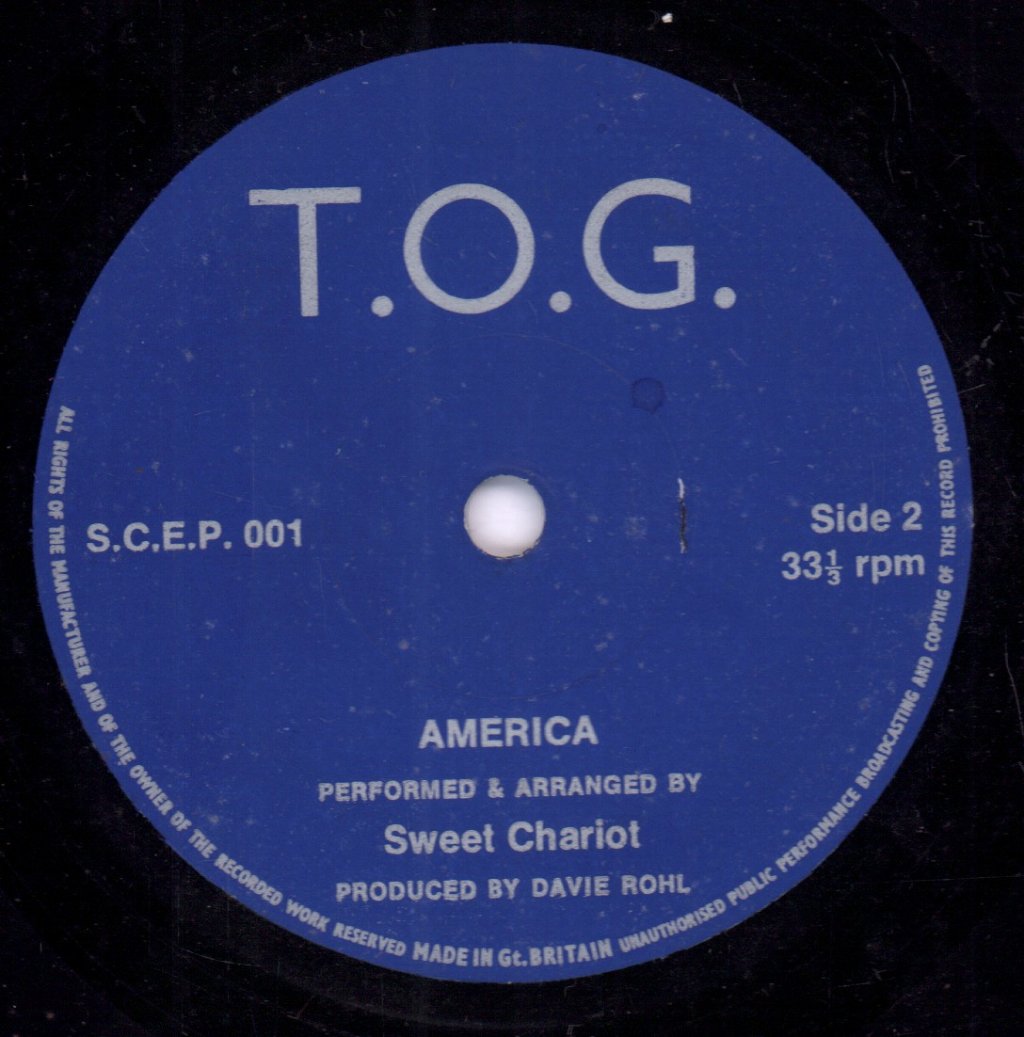 T.O.G.
S.C.E.P. 001
Side 2
33⅓ rpm
AMERICA
PERFORMED & ARRANGED BY
Sweet Chariot
PRODUCED BY DAVIE ROHL
ALL RIGHTS OF THE MANUFACTURER AND OF THE OWNER OF THE RECORDED WORK RESERVED MADE IN Gt. BRITAIN UNAUTHORISED PUBLIC PERFORMANCE BROADCASTING AND COPYING OF THIS RECORD PROHIBITED